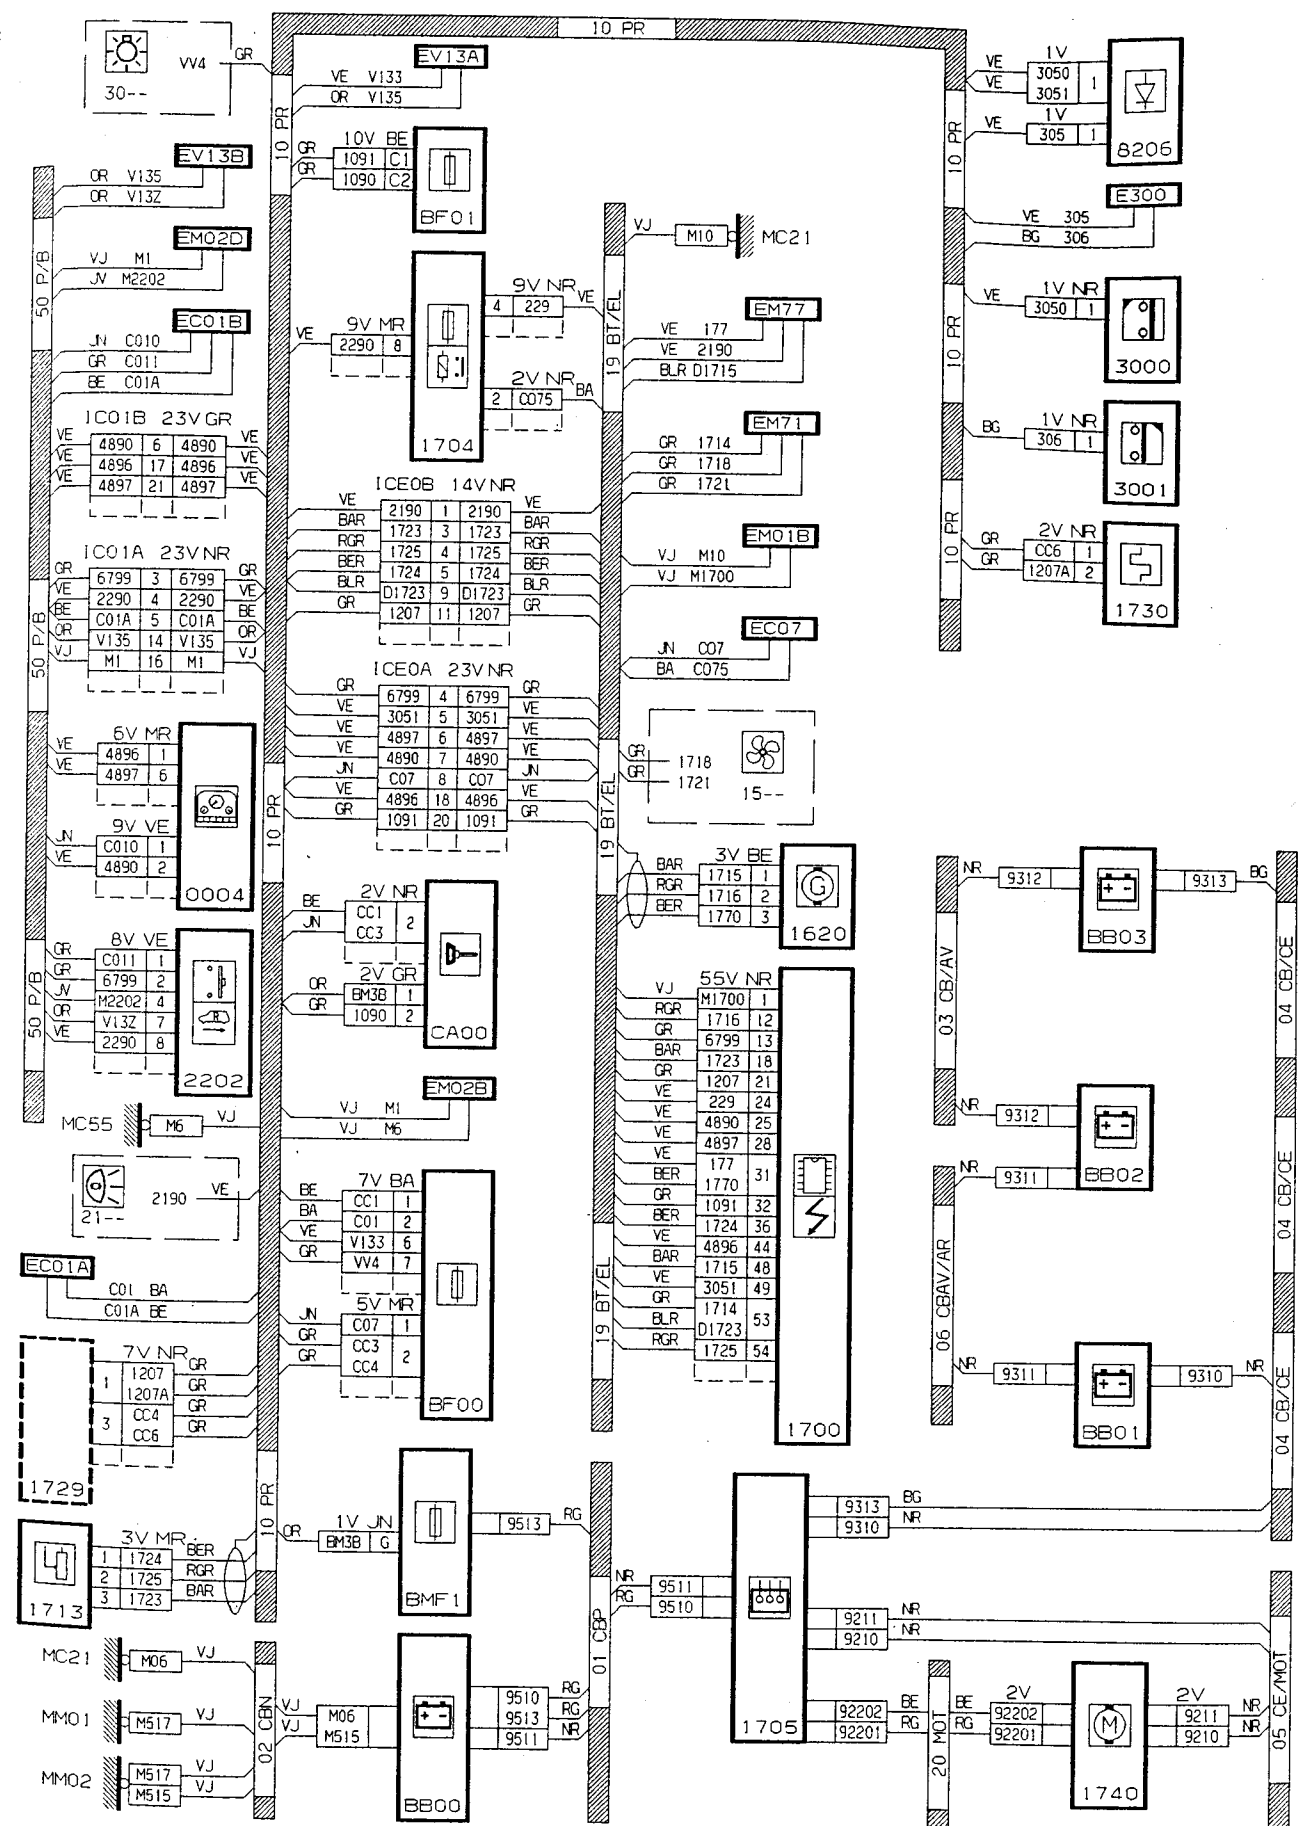 10 PR
VV4 GR
30--
EV13A
VE V133
OR V135
10 PR
10V BE
GR 1091 C1
GR 1090 C2
BF01
EV13B
OR V135
OR V13Z
50 P/B
EM02D
VJ M1
JV M2202
EC01B
JN C010
GR C011
BE C01A
1C01B 23V GR
VE 4890 6 4890 VE
VE 4896 17 4896 VE
VE 4897 21 4897 VE
1C01A 23V NR
GR 6799 3 6799 GR
VE 2290 4 2290 VE
BE C01A 5 C01A BE
OR V135 14 V135 OR
VJ M1 16 M1 VJ
50 P/B
6V MR
VE 4896 1
VE 4897 6
9V VE
JN C010 1
VE 4890 2
0004
8V VE
GR C011 1
GR 6799 2
JV M2202 4
OR V13Z 7
VE 2290 8
2202
50 P/B
MC55 M6 VJ
21-- 2190 VE
EC01A
C01 BA
C01A BE
7V NR
1 1207 GR
1207A GR
3 CC4 GR
CC6 GR
1729
3V MR
1 1724 BER
2 1725 RGR
3 1723 BAR
1713
10 PR
MC21 M06 VJ
MM01 M517 VJ
MM02 M517 VJ
M515 VJ
02 CBN
9V MR
VE 2290 8
9V NR
4 229 VE
2V NR
2 C075 BA
1704
1CE0B 14V NR
VE 2190 1 2190 VE
BAR 1723 3 1723 BAR
RGR 1725 4 1725 RGR
BER 1724 5 1724 BER
BLR D1723 9 D1723 BLR
GR 1207 11 1207 GR
1CE0A 23V NR
GR 6799 4 6799 GR
VE 3051 5 3051 VE
VE 4897 6 4897 VE
VE 4890 7 4890 VE
JN C07 8 C07 JN
VE 4896 18 4896 VE
GR 1091 20 1091 GR
10 PR
2V NR
BE CC1
JN CC3 2
2V GR
OR BM3B 1
GR 1090 2
CA00
EM02B
VJ M1
VJ M6
7V BA
BE CC1 1
BA C01 2
VE V133 6
GR VV4 7
5V MR
JN C07 1
GR CC3
GR CC4 2
BF00
1V JN
OR BM3B G
9513 RG
BMF1
VJ M06
VJ M515
9510 RG
9513 RG
9511 NR
BB00
01 CBP
VJ M10 MC21
19 BT/EL
EM77
VE 177
VE 2190
BLR D1715
EM71
GR 1714
GR 1718
GR 1721
EM01B
VJ M10
VJ M1700
EC07
JN C07
BA C075
GR 1718
GR 1721
15--
19 BT/EL
3V BE
BAR 1715 1
RGR 1716 2
BER 1770 3
1620
55V NR
VJ M1700 1
RGR 1716 12
GR 6799 13
BAR 1723 18
GR 1207 21
VE 229 24
VE 4890 25
VE 4897 28
VE 177 31
BER 1770
GR 1091 32
BER 1724 36
VE 4896 44
BAR 1715 48
VE 3051 49
GR 1714 53
BLR D1723
RGR 1725 54
1700
19 BT/EL
10 PR
1V
VE 3050
VE 3051 1
1V
VE 305 1
8206
E300
VE 305
BG 306
10 PR
1V NR
VE 3050 1
3000
1V NR
BG 306 1
3001
10 PR
2V NR
GR CC6 1
GR 1207A 2
1730
NR 9312 9313 BG
BB03
03 CB/AV
04 CB/CE
NR 9312
NR 9311
BB02
04 CB/CE
06 CBAV/AR
NR 9311 9310 NR
BB01
04 CB/CE
9313 BG
9310 NR
NR 9511
RG 9510
9211 NR
9210 NR
92202 BE
92201 RG
1705
20 MOT
2V
BE 92202
RG 92201
2V
9211 NR
9210 NR
1740
05 CE/MOT
G
M